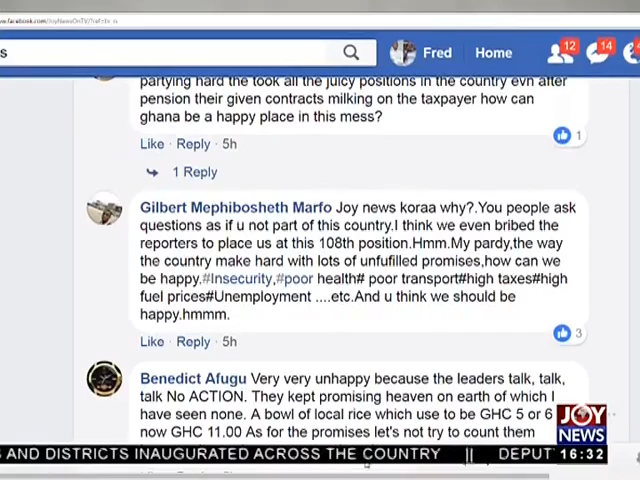 www.facebook.com/JoyNewsOnTV/?ref=br_rs
s
Fred Home 12 14
partying hard the took all the juicy positions in the country evn after
pension their given contracts milking on the taxpayer how can
ghana be a happy place in this mess?
1
Like · Reply · 5h
1 Reply
Gilbert Mephibosheth Marfo Joy news koraa why?.You people ask
questions as if u not part of this country.I think we even bribed the
reporters to place us at this 108th position.Hmm.My pardy,the way
the country make hard with lots of unfufilled promises,how can we
be happy.#Insecurity,#poor health# poor transport#high taxes#high
fuel prices#Unemployment ....etc.And u think we should be
happy.hmmm.
3
Like · Reply · 5h
Benedict Afugu Very very unhappy because the leaders talk, talk,
talk No ACTION. They kept promising heaven on earth of which I
have seen none. A bowl of local rice which use to be GHC 5 or 6
now GHC 11.00 As for the promises let's not try to count them
JOY
NEWS
S AND DISTRICTS INAUGURATED ACROSS THE COUNTRY || DEPUT
16:32